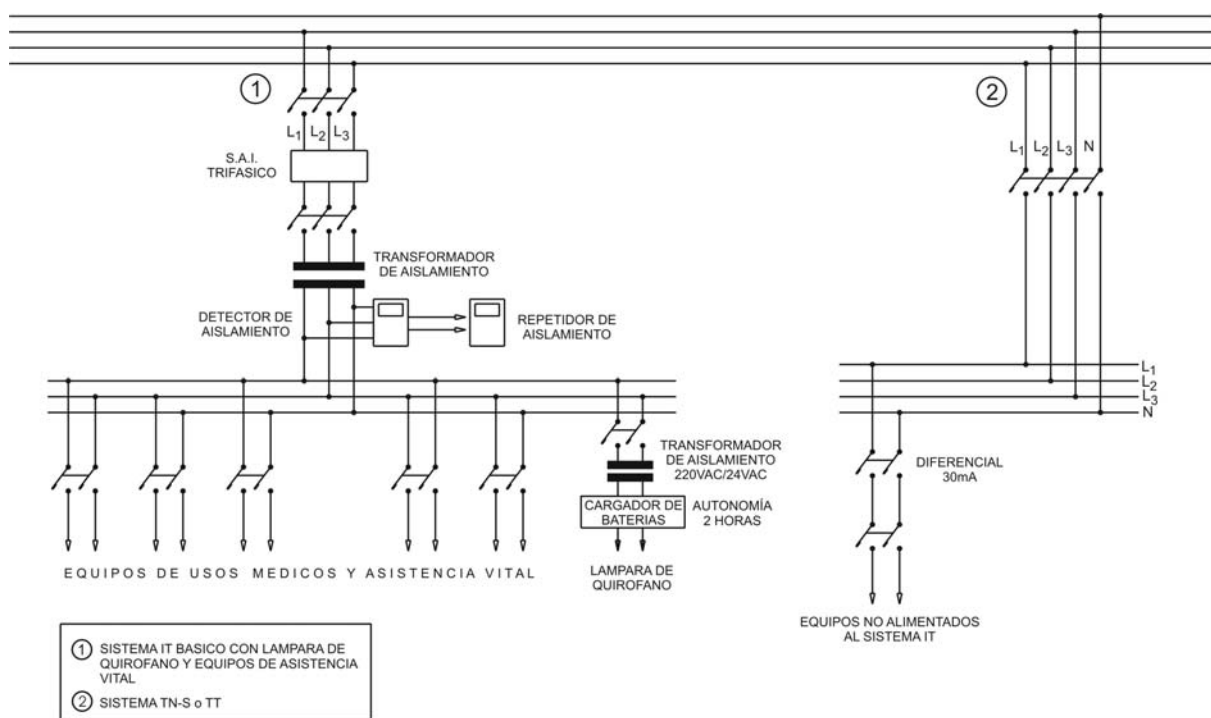 1
2
L1 L2 L3
L1 L2 L3 N
S.A.I.
TRIFASICO
TRANSFORMADOR
DE AISLAMIENTO
DETECTOR DE
AISLAMIENTO
REPETIDOR DE
AISLAMIENTO
L1
L2
L3
N
TRANSFORMADOR
DE AISLAMIENTO
220VAC/24VAC
CARGADOR DE
BATERIAS
AUTONOMÍA
2 HORAS
DIFERENCIAL
30mA
EQUIPOS DE USOS MEDICOS Y ASISTENCIA VITAL
LAMPARA DE
QUIROFANO
EQUIPOS NO ALIMENTADOS
AL SISTEMA IT
1 SISTEMA IT BASICO CON LAMPARA DE
QUIROFANO Y EQUIPOS DE ASISTENCIA
VITAL
2 SISTEMA TN-S o TT